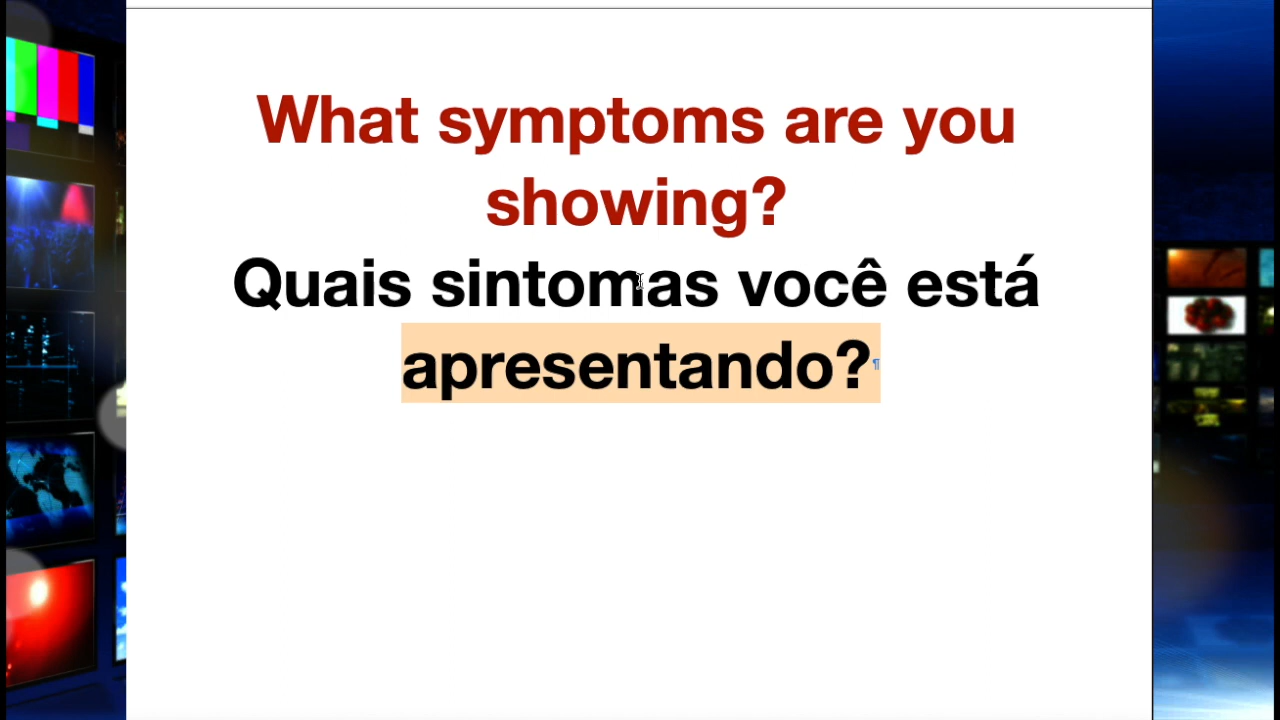 What symptoms are you
showing?
Quais sintomas você está
apresentando?